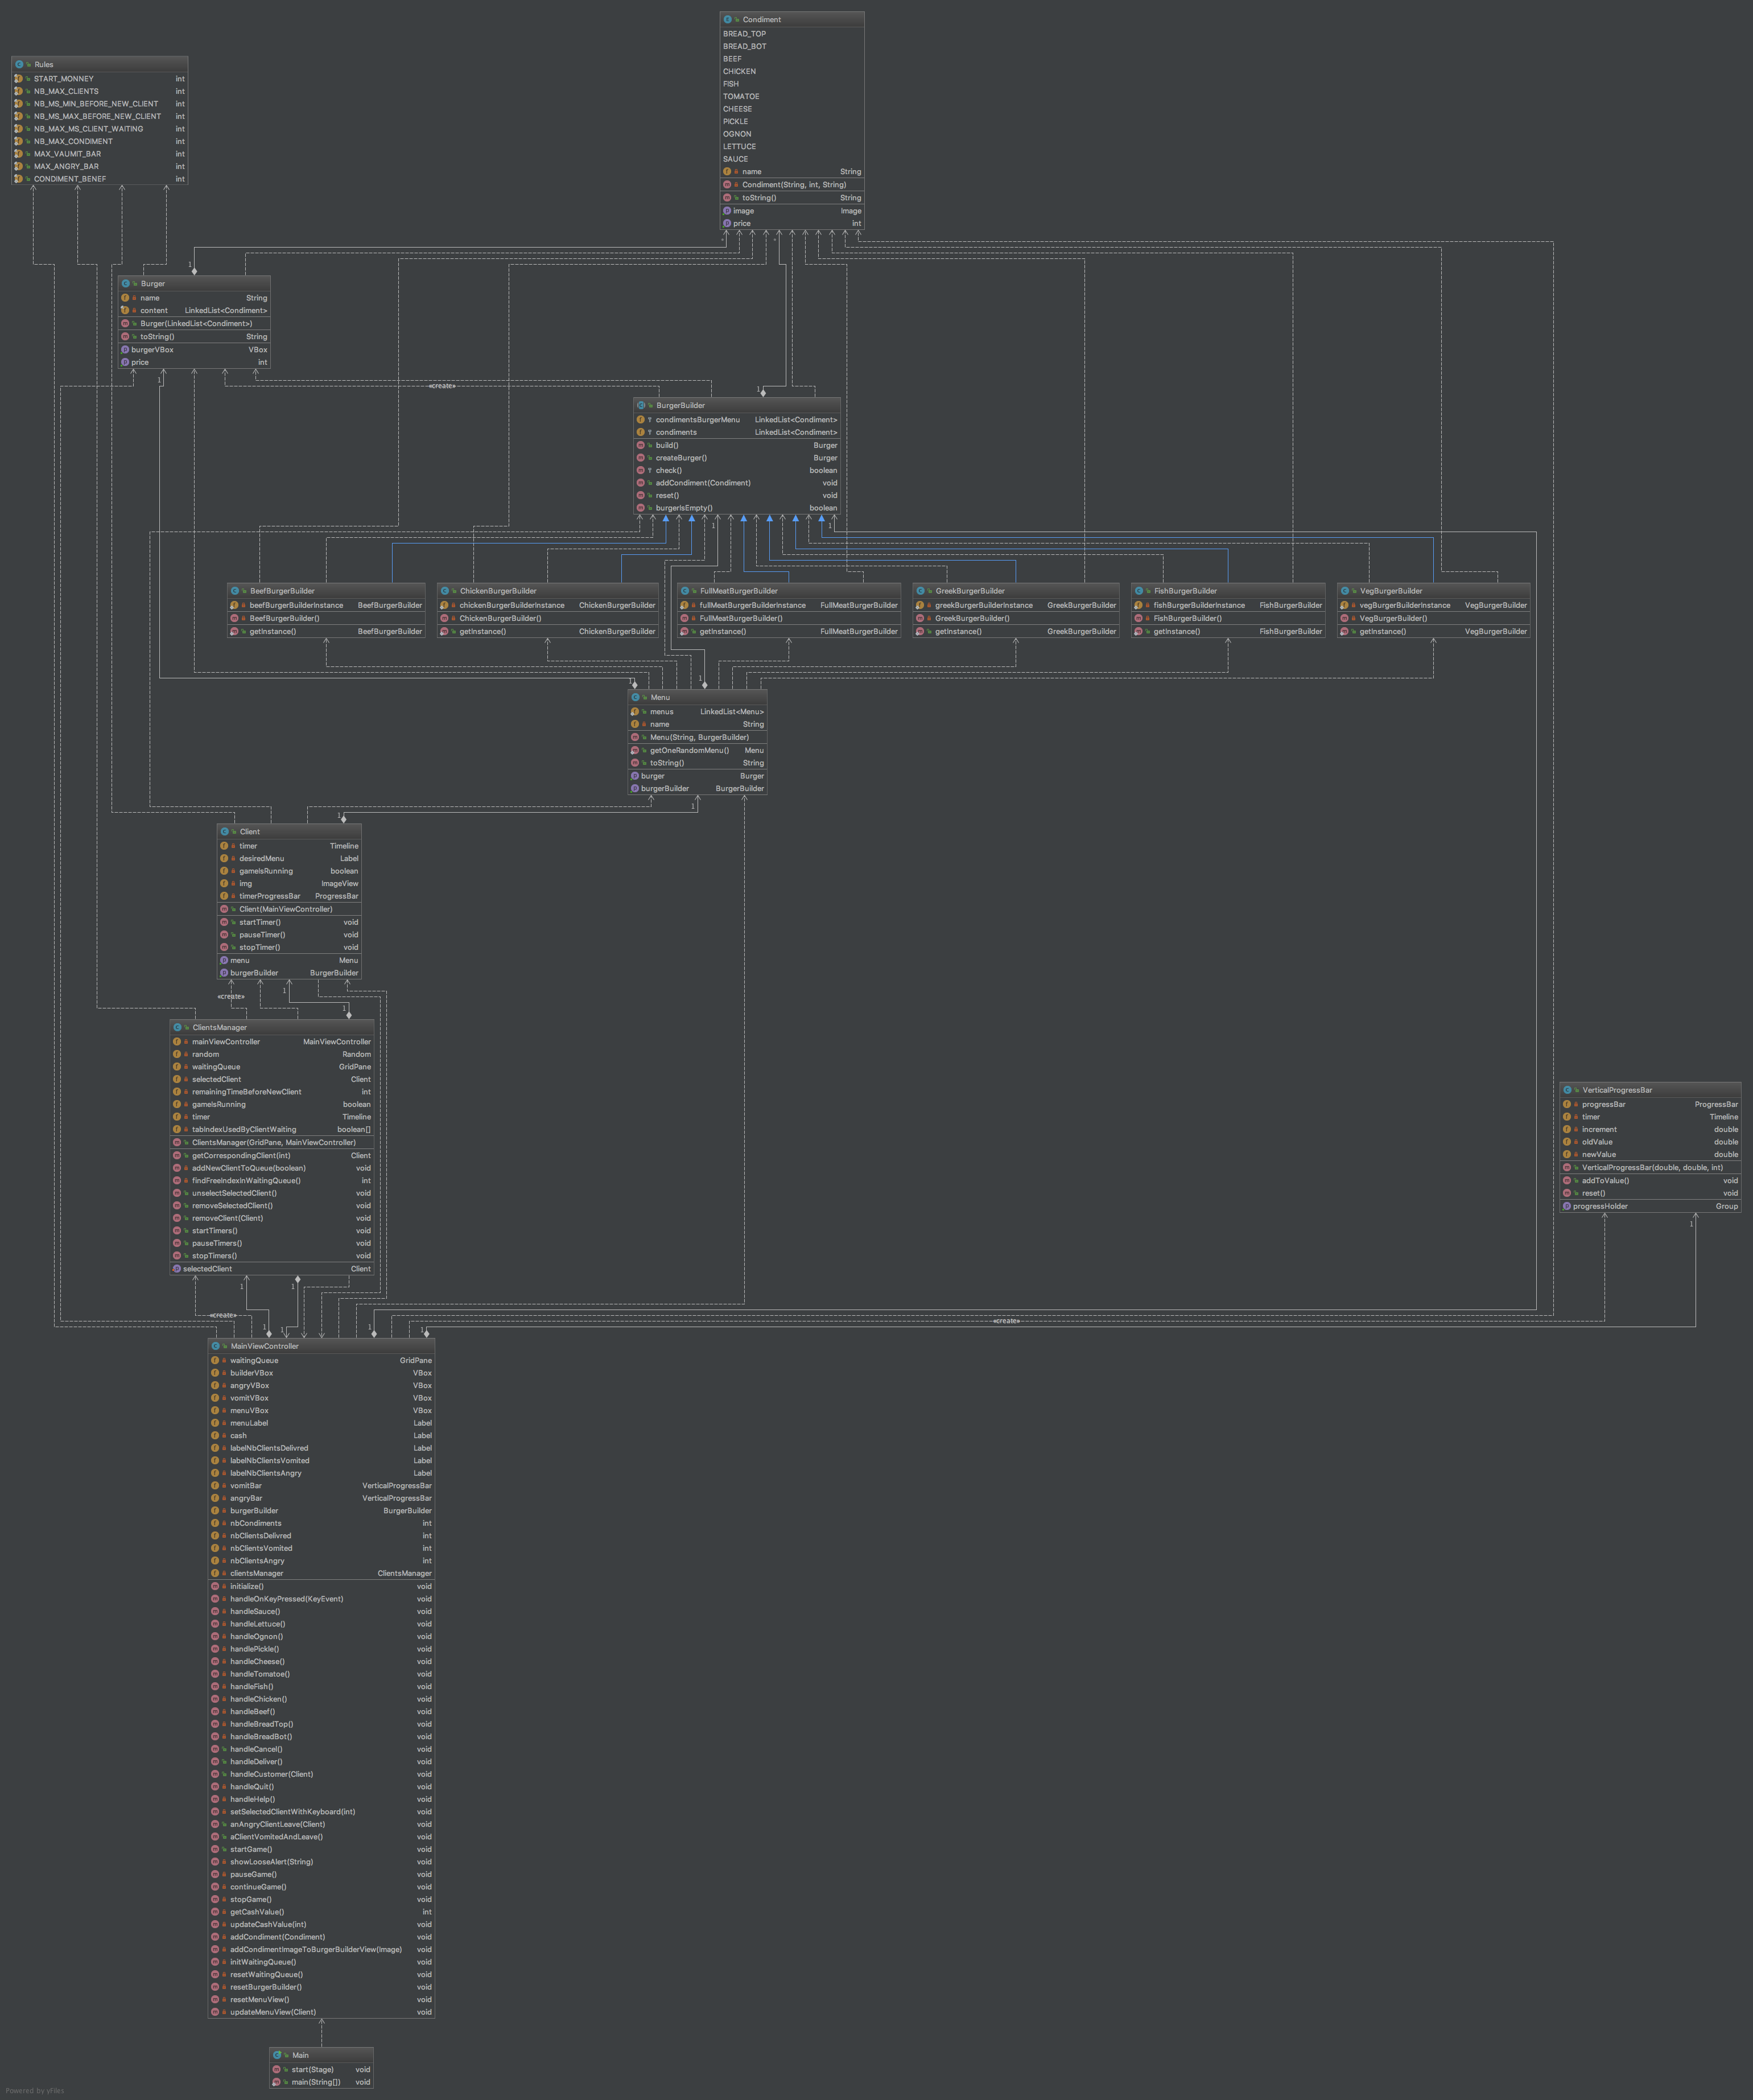 Condiment
BREAD_TOP
BREAD_BOT
BEEF
CHICKEN
FISH
TOMATOE
CHEESE
PICKLE
OGNON
LETTUCE
SAUCE
name String
Condiment(String, int, String)
toString() String
image Image
price int
Rules
START_MONNEY int
NB_MAX_CLIENTS int
NB_MS_MIN_BEFORE_NEW_CLIENT int
NB_MS_MAX_BEFORE_NEW_CLIENT int
NB_MAX_MS_CLIENT_WAITING int
NB_MAX_CONDIMENT int
MAX_VAUMIT_BAR int
MAX_ANGRY_BAR int
CONDIMENT_BENEF int
* *
1
Burger
name String
content LinkedList<Condiment>
Burger(LinkedList<Condiment>)
toString() String
burgerVBox VBox
price int
1
«create»
1
BurgerBuilder
condimentsBurgerMenu LinkedList<Condiment>
condiments LinkedList<Condiment>
build() Burger
createBurger() Burger
check() boolean
addCondiment(Condiment) void
reset() void
burgerIsEmpty() boolean
1 1
BeefBurgerBuilder
beefBurgerBuilderInstance BeefBurgerBuilder
BeefBurgerBuilder()
getInstance() BeefBurgerBuilder
ChickenBurgerBuilder
chickenBurgerBuilderInstance ChickenBurgerBuilder
ChickenBurgerBuilder()
getInstance() ChickenBurgerBuilder
FullMeatBurgerBuilder
fullMeatBurgerBuilderInstance FullMeatBurgerBuilder
FullMeatBurgerBuilder()
getInstance() FullMeatBurgerBuilder
GreekBurgerBuilder
greekBurgerBuilderInstance GreekBurgerBuilder
GreekBurgerBuilder()
getInstance() GreekBurgerBuilder
FishBurgerBuilder
fishBurgerBuilderInstance FishBurgerBuilder
FishBurgerBuilder()
getInstance() FishBurgerBuilder
VegBurgerBuilder
vegBurgerBuilderInstance VegBurgerBuilder
VegBurgerBuilder()
getInstance() VegBurgerBuilder
1 1
Menu
menus LinkedList<Menu>
name String
Menu(String, BurgerBuilder)
getOneRandomMenu() Menu
toString() String
burger Burger
burgerBuilder BurgerBuilder
1 1
Client
timer Timeline
desiredMenu Label
gameIsRunning boolean
img ImageView
timerProgressBar ProgressBar
Client(MainViewController)
startTimer() void
pauseTimer() void
stopTimer() void
menu Menu
burgerBuilder BurgerBuilder
1
«create»
1
ClientsManager
mainViewController MainViewController
random Random
waitingQueue GridPane
selectedClient Client
remainingTimeBeforeNewClient int
gameIsRunning boolean
timer Timeline
tabIndexUsedByClientWaiting boolean[]
ClientsManager(GridPane, MainViewController)
getCorrespondingClient(int) Client
addNewClientToQueue(boolean) void
findFreeIndexInWaitingQueue() int
unselectSelectedClient() void
removeSelectedClient() void
removeClient(Client) void
startTimers() void
pauseTimers() void
stopTimers() void
selectedClient Client
VerticalProgressBar
progressBar ProgressBar
timer Timeline
increment double
oldValue double
newValue double
VerticalProgressBar(double, double, int)
addToValue() void
reset() void
progressHolder Group
1
1 1
«create»
«create»
1 1 1 1
MainViewController
waitingQueue GridPane
builderVBox VBox
angryVBox VBox
vomitVBox VBox
menuVBox VBox
menuLabel Label
cash Label
labelNbClientsDelivred Label
labelNbClientsVomited Label
labelNbClientsAngry Label
vomitBar VerticalProgressBar
angryBar VerticalProgressBar
burgerBuilder BurgerBuilder
nbCondiments int
nbClientsDelivred int
nbClientsVomited int
nbClientsAngry int
clientsManager ClientsManager
initialize() void
handleOnKeyPressed(KeyEvent) void
handleSauce() void
handleLettuce() void
handleOgnon() void
handlePickle() void
handleCheese() void
handleTomatoe() void
handleFish() void
handleChicken() void
handleBeef() void
handleBreadTop() void
handleBreadBot() void
handleCancel() void
handleDeliver() void
handleCustomer(Client) void
handleQuit() void
handleHelp() void
setSelectedClientWithKeyboard(int) void
anAngryClientLeave(Client) void
aClientVomitedAndLeave() void
startGame() void
showLooseAlert(String) void
pauseGame() void
continueGame() void
stopGame() void
getCashValue() int
updateCashValue(int) void
addCondiment(Condiment) void
addCondimentImageToBurgerBuilderView(Image) void
initWaitingQueue() void
resetWaitingQueue() void
resetBurgerBuilder() void
resetMenuView() void
updateMenuView(Client) void
Main
start(Stage) void
main(String[]) void
Powered by yFiles